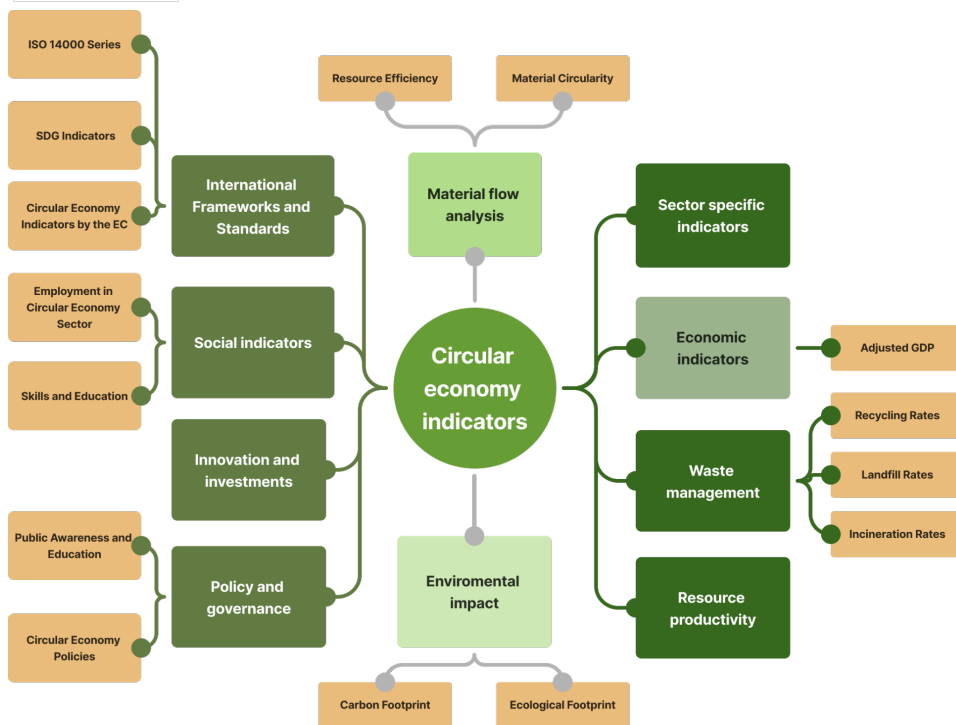 ISO 14000 Series
SDG Indicators
Circular Economy
Indicators by the EC
Employment in
Circular Economy
Sector
Skills and Education
Public Awareness and
Education
Circular Economy
Policies
International
Frameworks and
Standards
Social indicators
Innovation and
investments
Policy and
governance
Resource Efficiency
Material Circularity
Material flow
analysis
Circular
economy
indicators
Enviromental
impact
Carbon Footprint
Ecological Footprint
Sector specific
indicators
Economic
indicators
Waste
management
Resource
productivity
Adjusted GDP
Recycling Rates
Landfill Rates
Incineration Rates